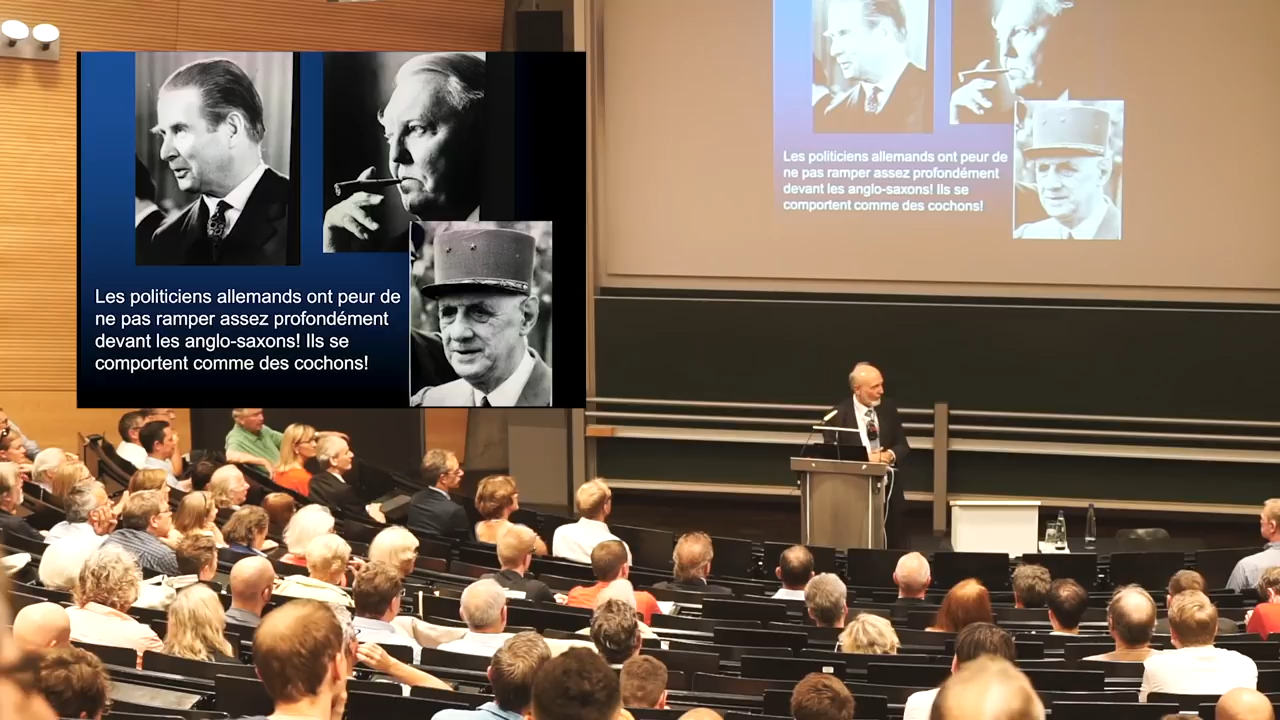 Les politiciens allemands ont peur de
ne pas ramper assez profondément
devant les anglo-saxons! Ils se
comportent comme des cochons!
Les politiciens allemands ont peur de
ne pas ramper assez profondément
devant les anglo-saxons! Ils se
comportent comme des cochons!